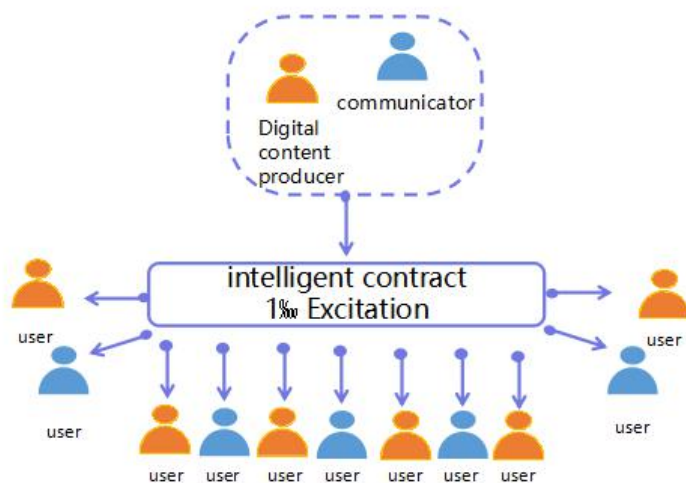 communicator
Digital
content
producer
intelligent contract
1‰ Excitation
user
user
user
user
user
user
user
user
user
user
user